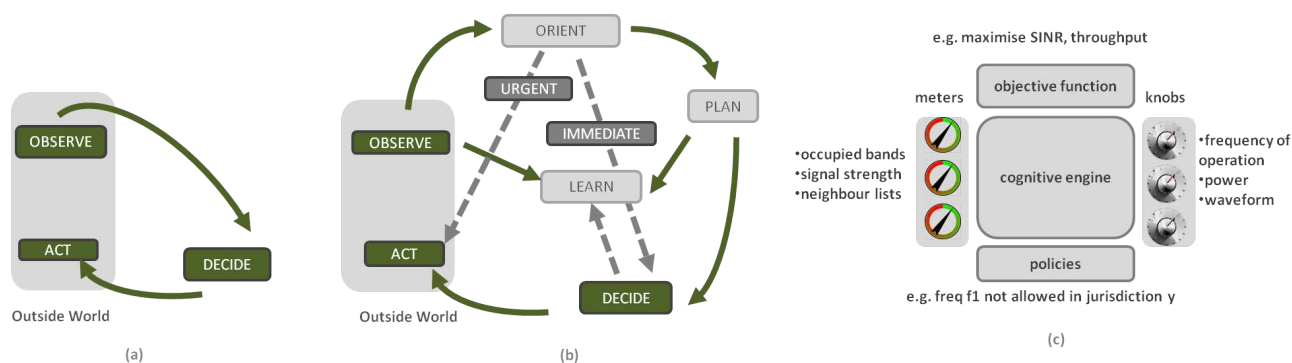 OBSERVE
ACT
DECIDE
Outside World
(a)
ORIENT
URGENT
PLAN
IMMEDIATE
OBSERVE
LEARN
ACT
DECIDE
Outside World
(b)
e.g. maximise SINR, throughput
objective function
meters
knobs
•occupied bands
•signal strength
•neighbour lists
cognitive engine
•frequency of
operation
•power
•waveform
policies
e.g. freq f1 not allowed in jurisdiction y
(c)